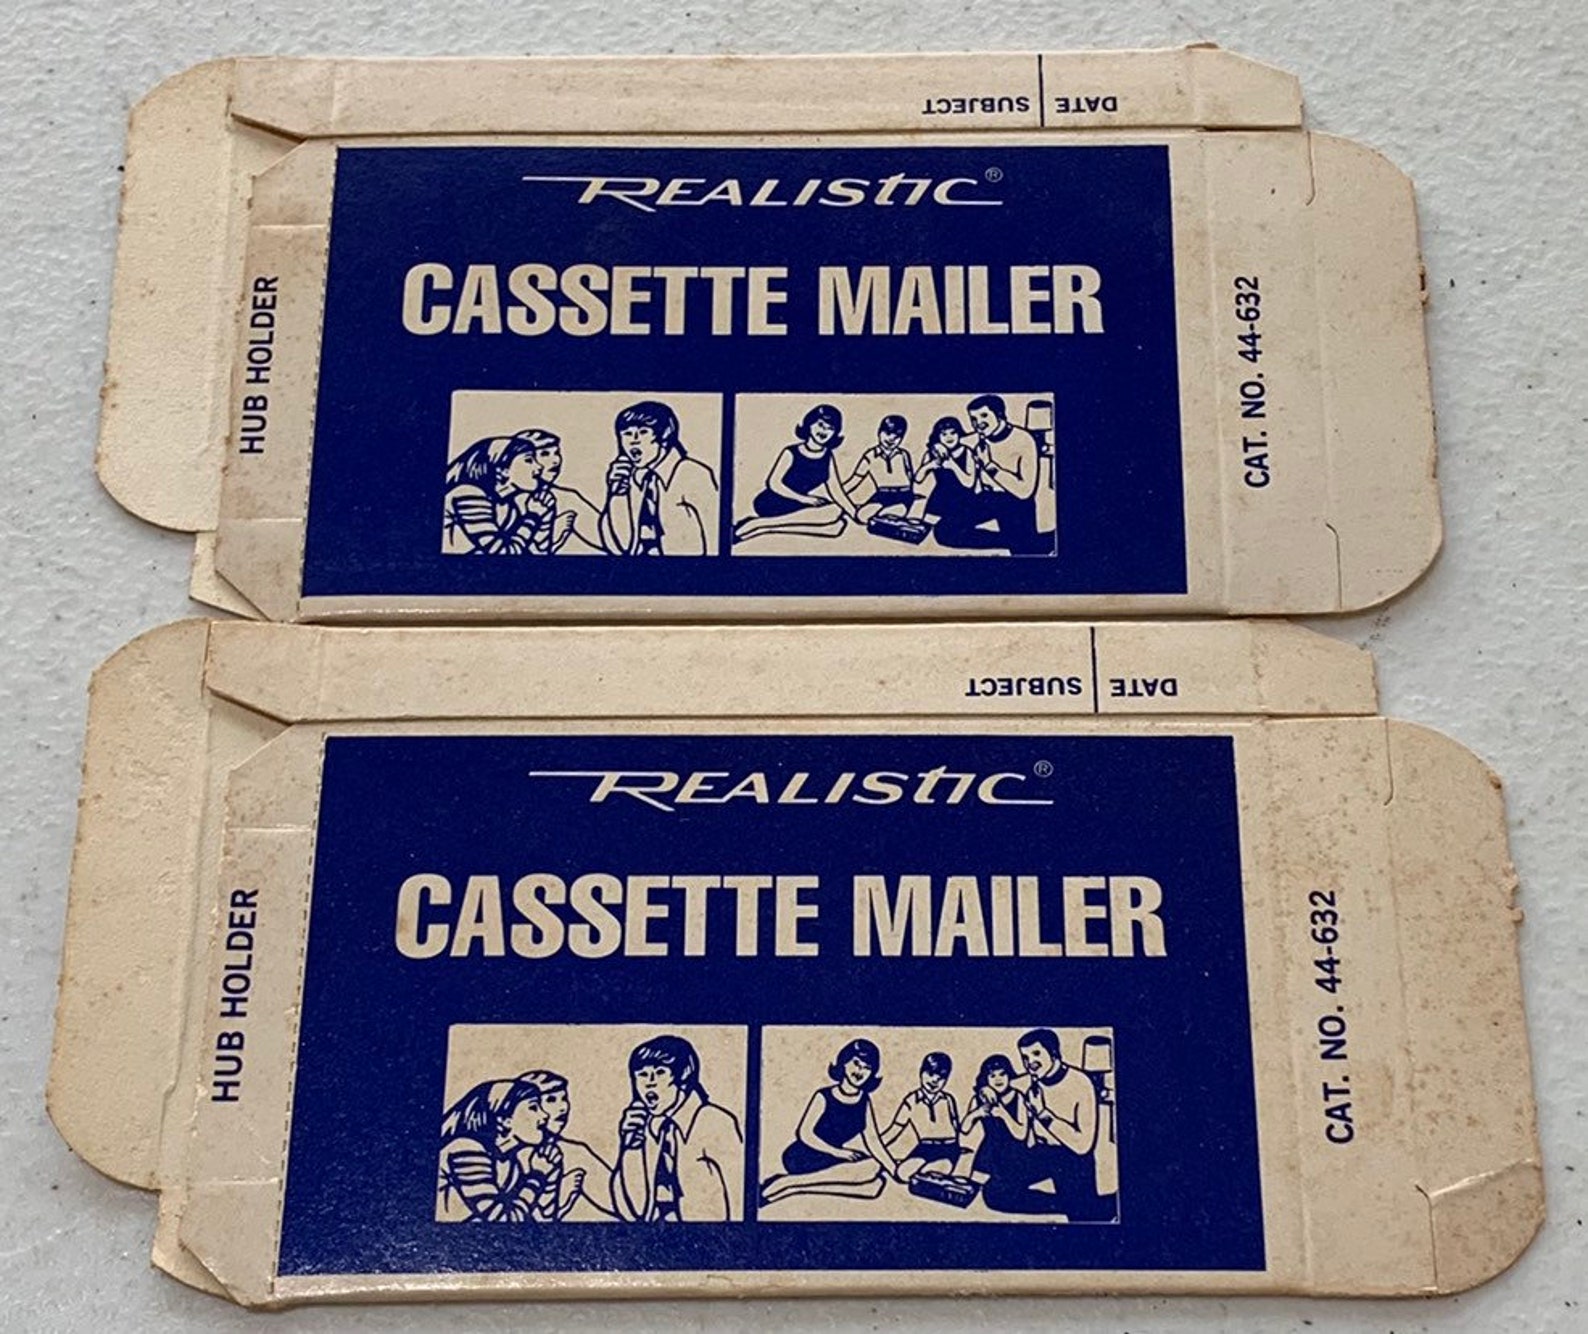 DATE | SUBJECT
REALISTIC®
CASSETTE MAILER
HUB HOLDER
CAT. NO. 44-632
DATE | SUBJECT
REALISTIC®
CASSETTE MAILER
HUB HOLDER
CAT. NO. 44-632